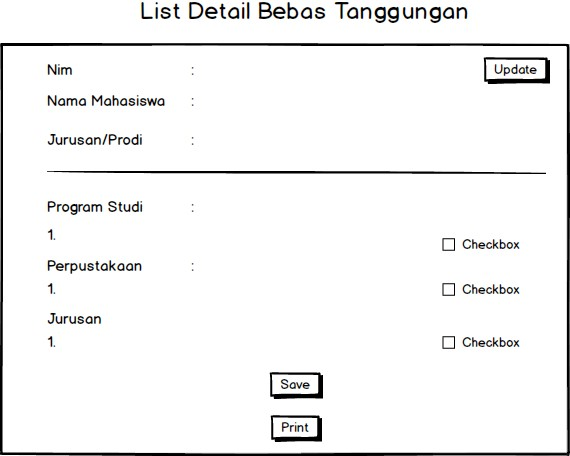 List Detail Bebas Tanggungan
Nim : Update
Nama Mahasiswa :
Jurusan/Prodi :
Program Studi :
1.
Checkbox
Perpustakaan :
1. Checkbox
Jurusan
1. Checkbox
Save
Print